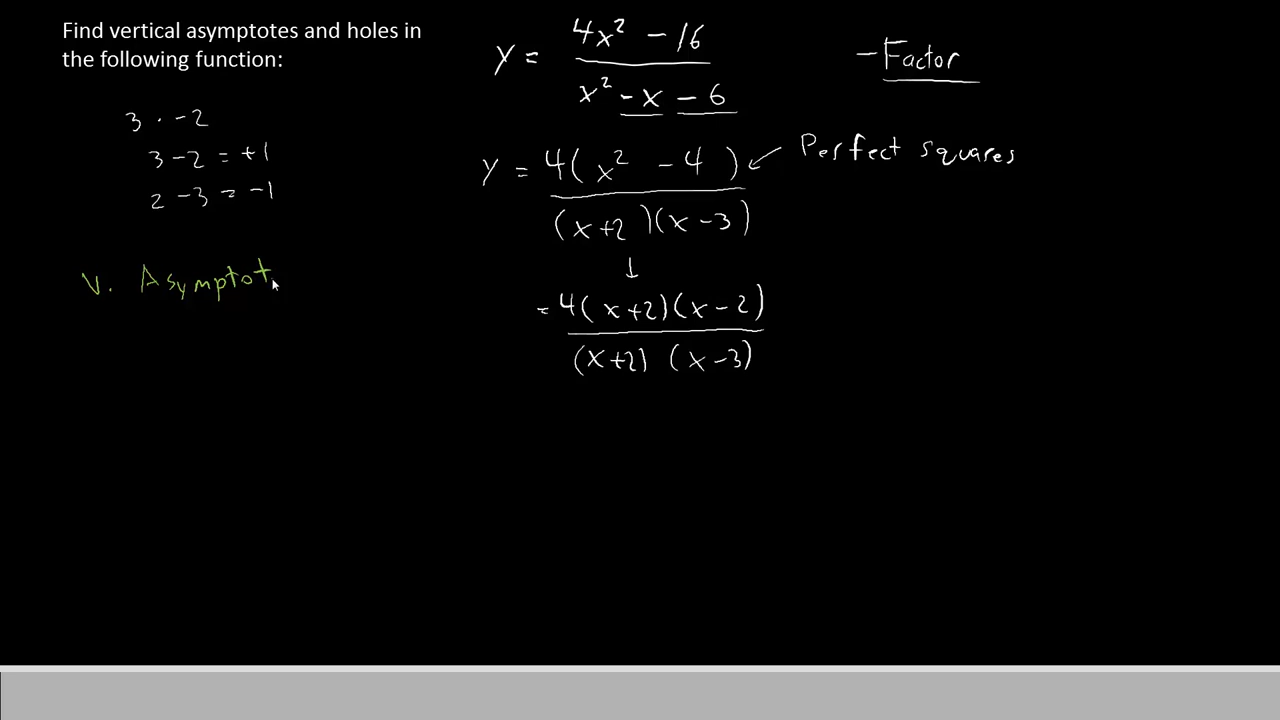 Find vertical asymptotes and holes in
the following function:
y = 4x² - 16 / x² - x - 6
- Factor
3 · -2
3 - 2 = +1
2 - 3 = -1
y = 4(x² - 4) / (x+2)(x-3)
Perfect squares
↓
= 4(x+2)(x-2) / (x+2)(x-3)
V. Asymptot